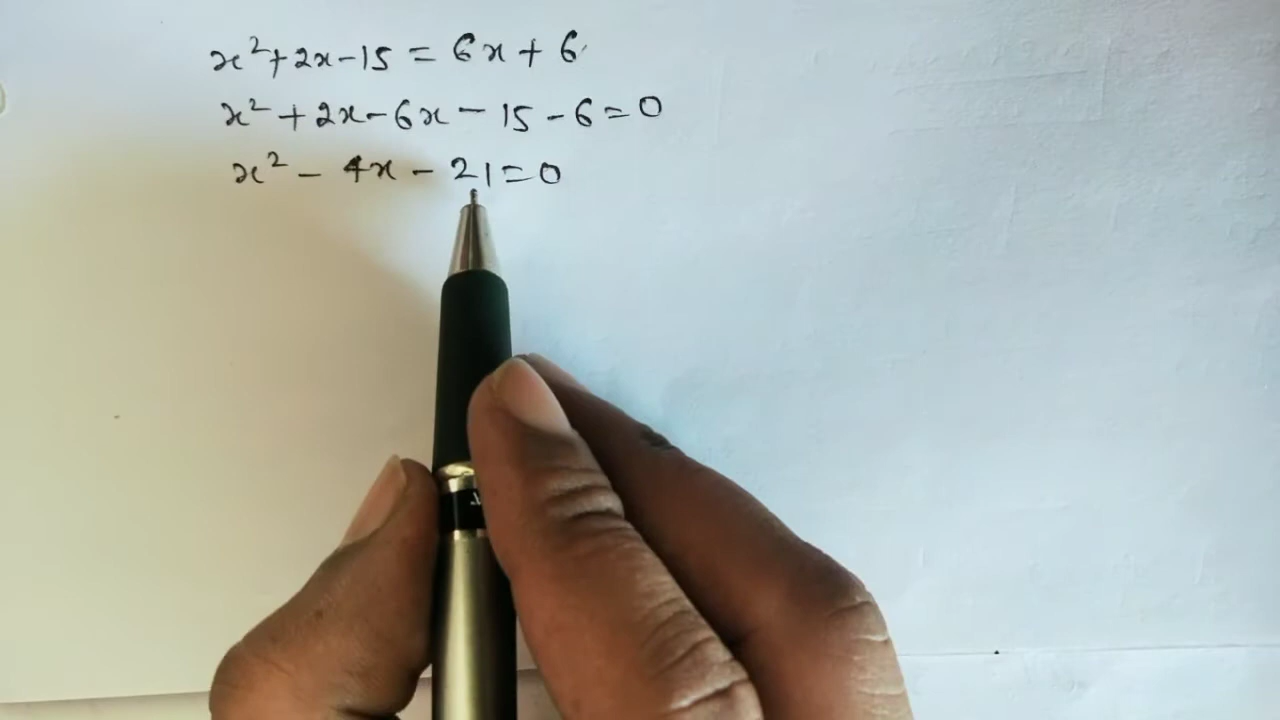 x²+2x-15 = 6x+6
x² + 2x - 6x - 15 - 6 = 0
x² - 4x - 21 = 0